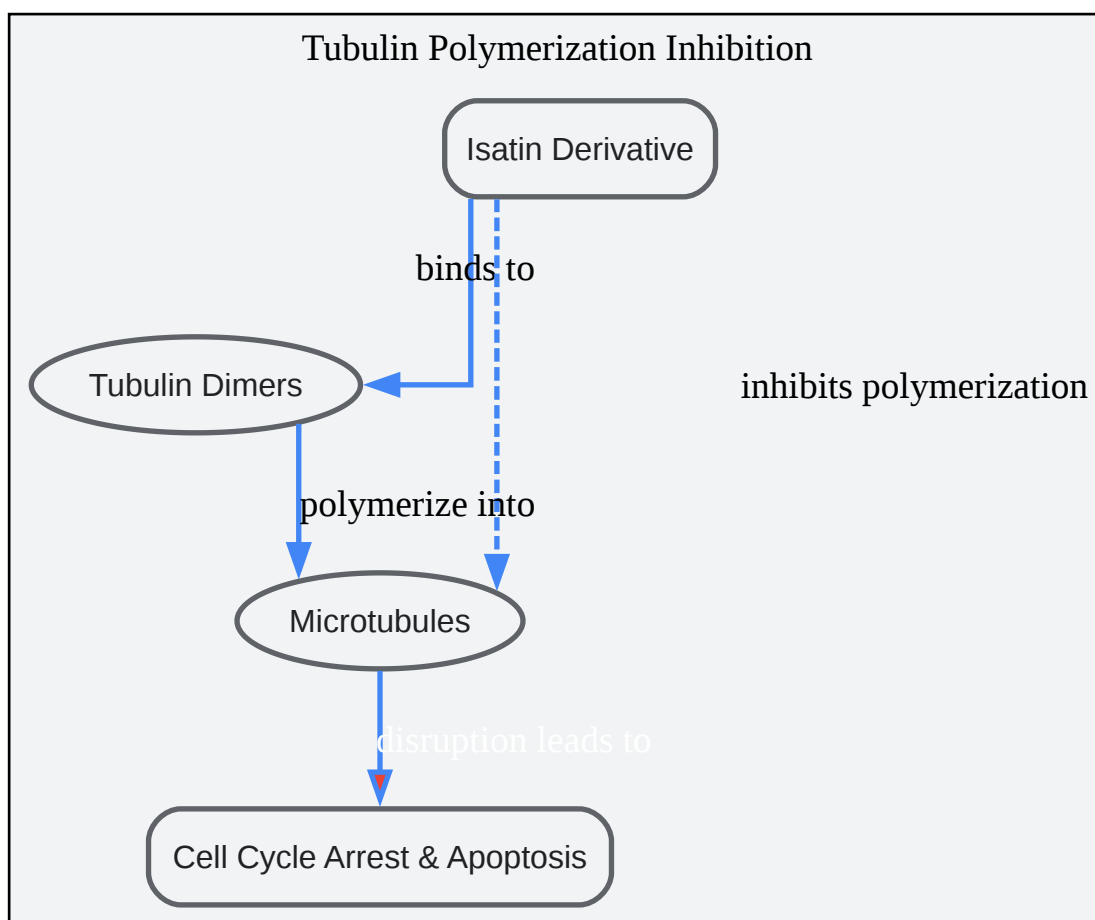 Tubulin Polymerization Inhibition
Isatin Derivative
binds to
Tubulin Dimers
inhibits polymerization
polymerize into
Microtubules
disruption leads to
Cell Cycle Arrest & Apoptosis